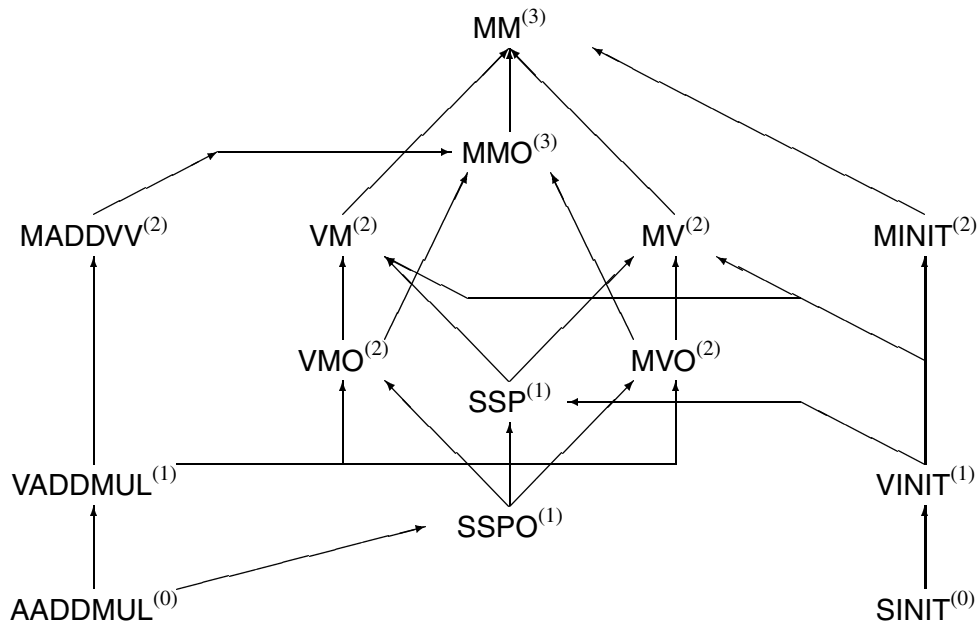 MM(3)
MMO(3)
MADDVV(2) VM(2) MV(2) MINIT(2)
VMO(2) MVO(2)
SSP(1)
VADDMUL(1) VINIT(1)
SSPO(1)
AADDMUL(0) SINIT(0)